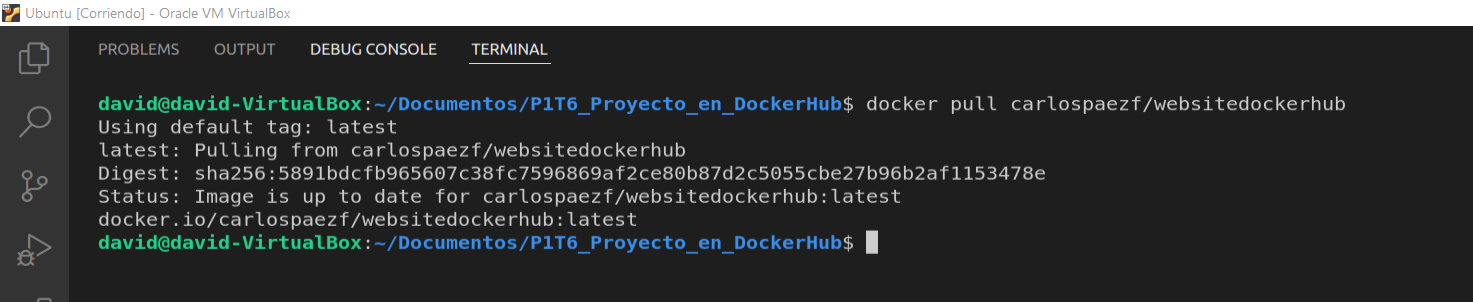 Ubuntu [Corriendo] - Oracle VM VirtualBox
PROBLEMS OUTPUT DEBUG CONSOLE TERMINAL
david@david-VirtualBox:~/Documentos/P1T6_Proyecto_en_DockerHub$ docker pull carlospaezf/websitedockerhub
Using default tag: latest
latest: Pulling from carlospaezf/websitedockerhub
Digest: sha256:5891bdcfb965607c38fc7596869af2ce80b87d2c5055cbe27b96b2af1153478e
Status: Image is up to date for carlospaezf/websitedockerhub:latest
docker.io/carlospaezf/websitedockerhub:latest
david@david-VirtualBox:~/Documentos/P1T6_Proyecto_en_DockerHub$